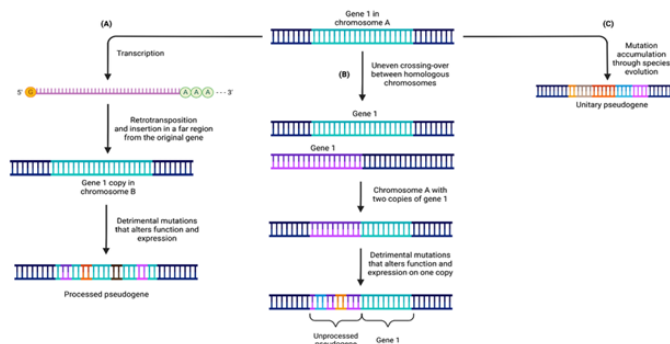 Gene 1 in
chromosome A
(A)
Transcription
5'
G
A A A
3'
Retrotransposition
and insertion in a far region
from the original gene
Gene 1 copy in
chromosome B
Detrimental mutations
that alters function and
expression
Processed pseudogene
(B)
Uneven crossing-over
between homologous
chromosomes
Gene 1
Gene 1
Chromosome A with
two copies of gene 1
Detrimental mutations
that alters function and
expression on one copy
Unprocessed
pseudogene
Gene 1
(C)
Mutation
accumulation
through species
evolution
Unitary pseudogene